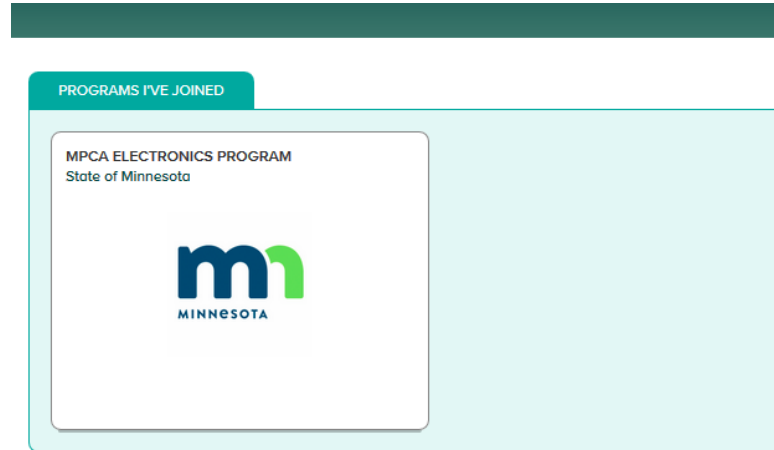 PROGRAMS I'VE JOINED
MPCA ELECTRONICS PROGRAM
State of Minnesota
mn
MINNeSOTA